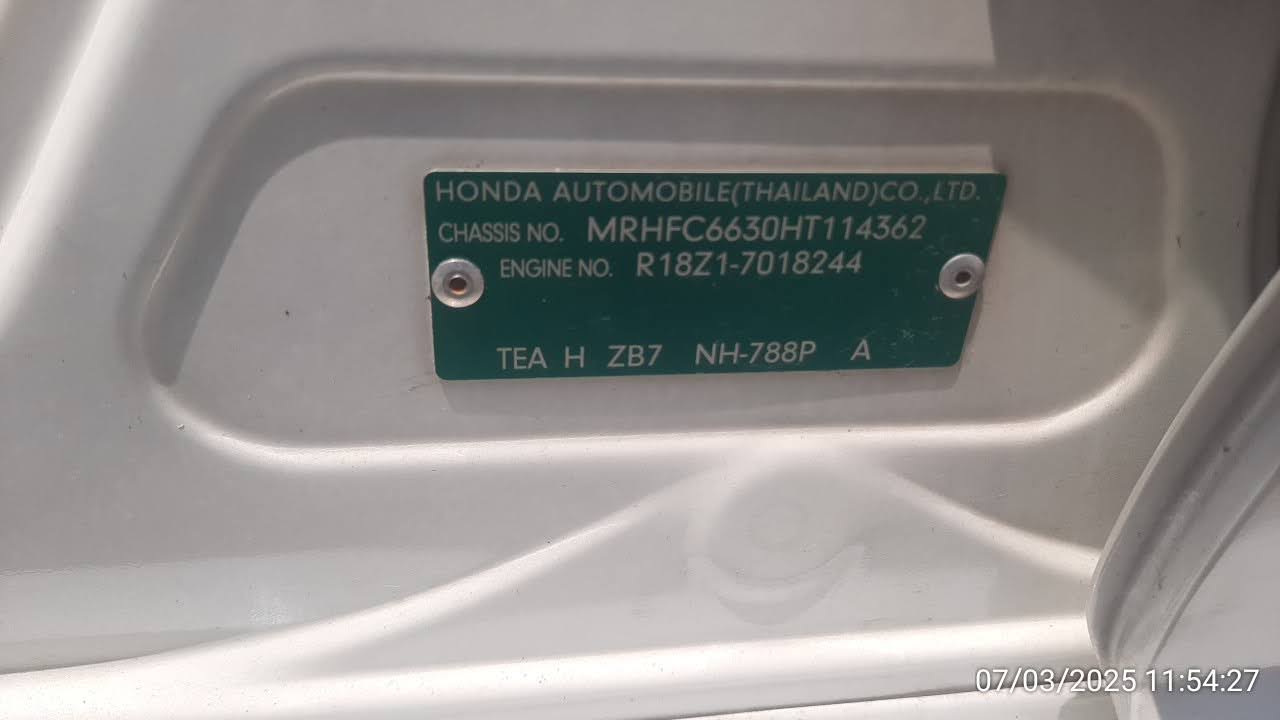 HONDA AUTOMOBILE(THAILAND)CO.,LTD.
CHASSIS NO. MRHFC6630HT114362
ENGINE NO. R18Z1-7018244
TEA H ZB7 NH-788P A
07/03/2025 11:54:27